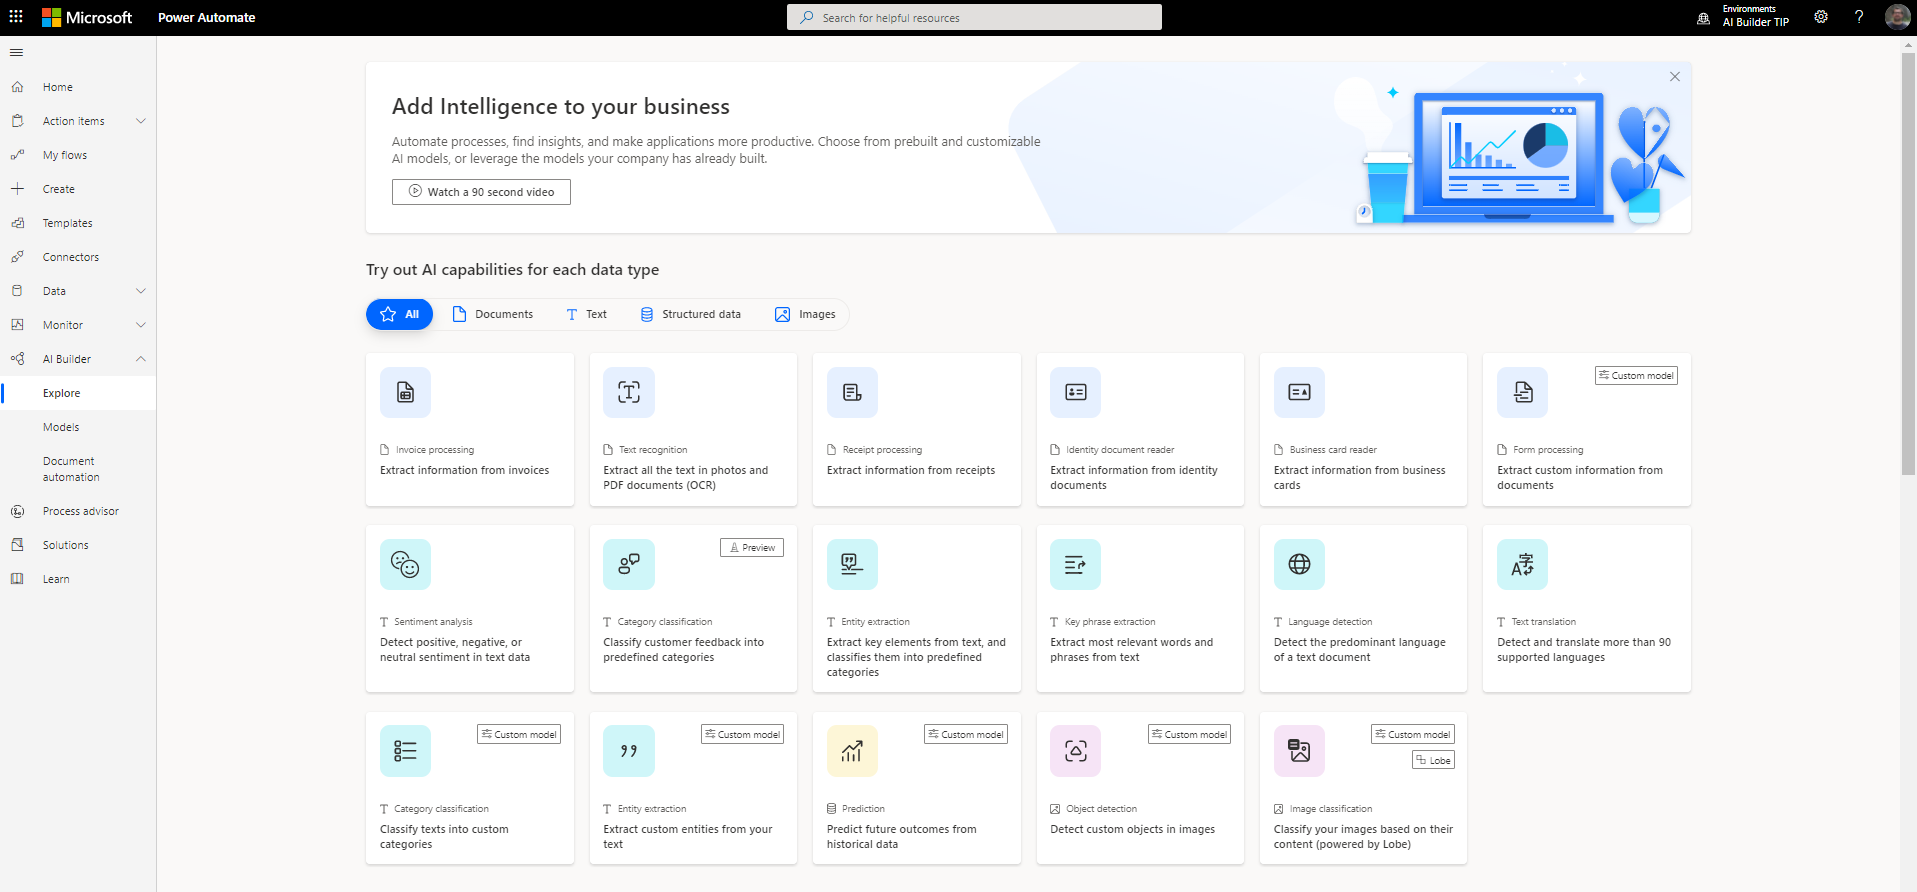 Microsoft
Power Automate
Search for helpful resources
Environments
AI Builder TIP
?
Home
Action items
My flows
Create
Templates
Connectors
Data
Monitor
AI Builder
Explore
Models
Document
automation
Process advisor
Solutions
Learn
Add Intelligence to your business
Automate processes, find insights, and make applications more productive. Choose from prebuilt and customizable
AI models, or leverage the models your company has already built.
Watch a 90 second video
Try out AI capabilities for each data type
All
Documents
Text
Structured data
Images
Invoice processing
Extract information from invoices
Text recognition
Extract all the text in photos and
PDF documents (OCR)
Receipt processing
Extract information from receipts
Identity document reader
Extract information from identity
documents
Business card reader
Extract information from business
cards
Custom model
Form processing
Extract custom information from
documents
Sentiment analysis
Detect positive, negative, or
neutral sentiment in text data
Preview
Category classification
Classify customer feedback into
predefined categories
Entity extraction
Extract key elements from text, and
classifies them into predefined
categories
Key phrase extraction
Extract most relevant words and
phrases from text
Language detection
Detect the predominant language
of a text document
Text translation
Detect and translate more than 90
supported languages
Custom model
Category classification
Classify texts into custom
categories
Custom model
Entity extraction
Extract custom entities from your
text
Custom model
Prediction
Predict future outcomes from
historical data
Custom model
Object detection
Detect custom objects in images
Custom model
Lobe
Image classification
Classify your images based on their
content (powered by Lobe)